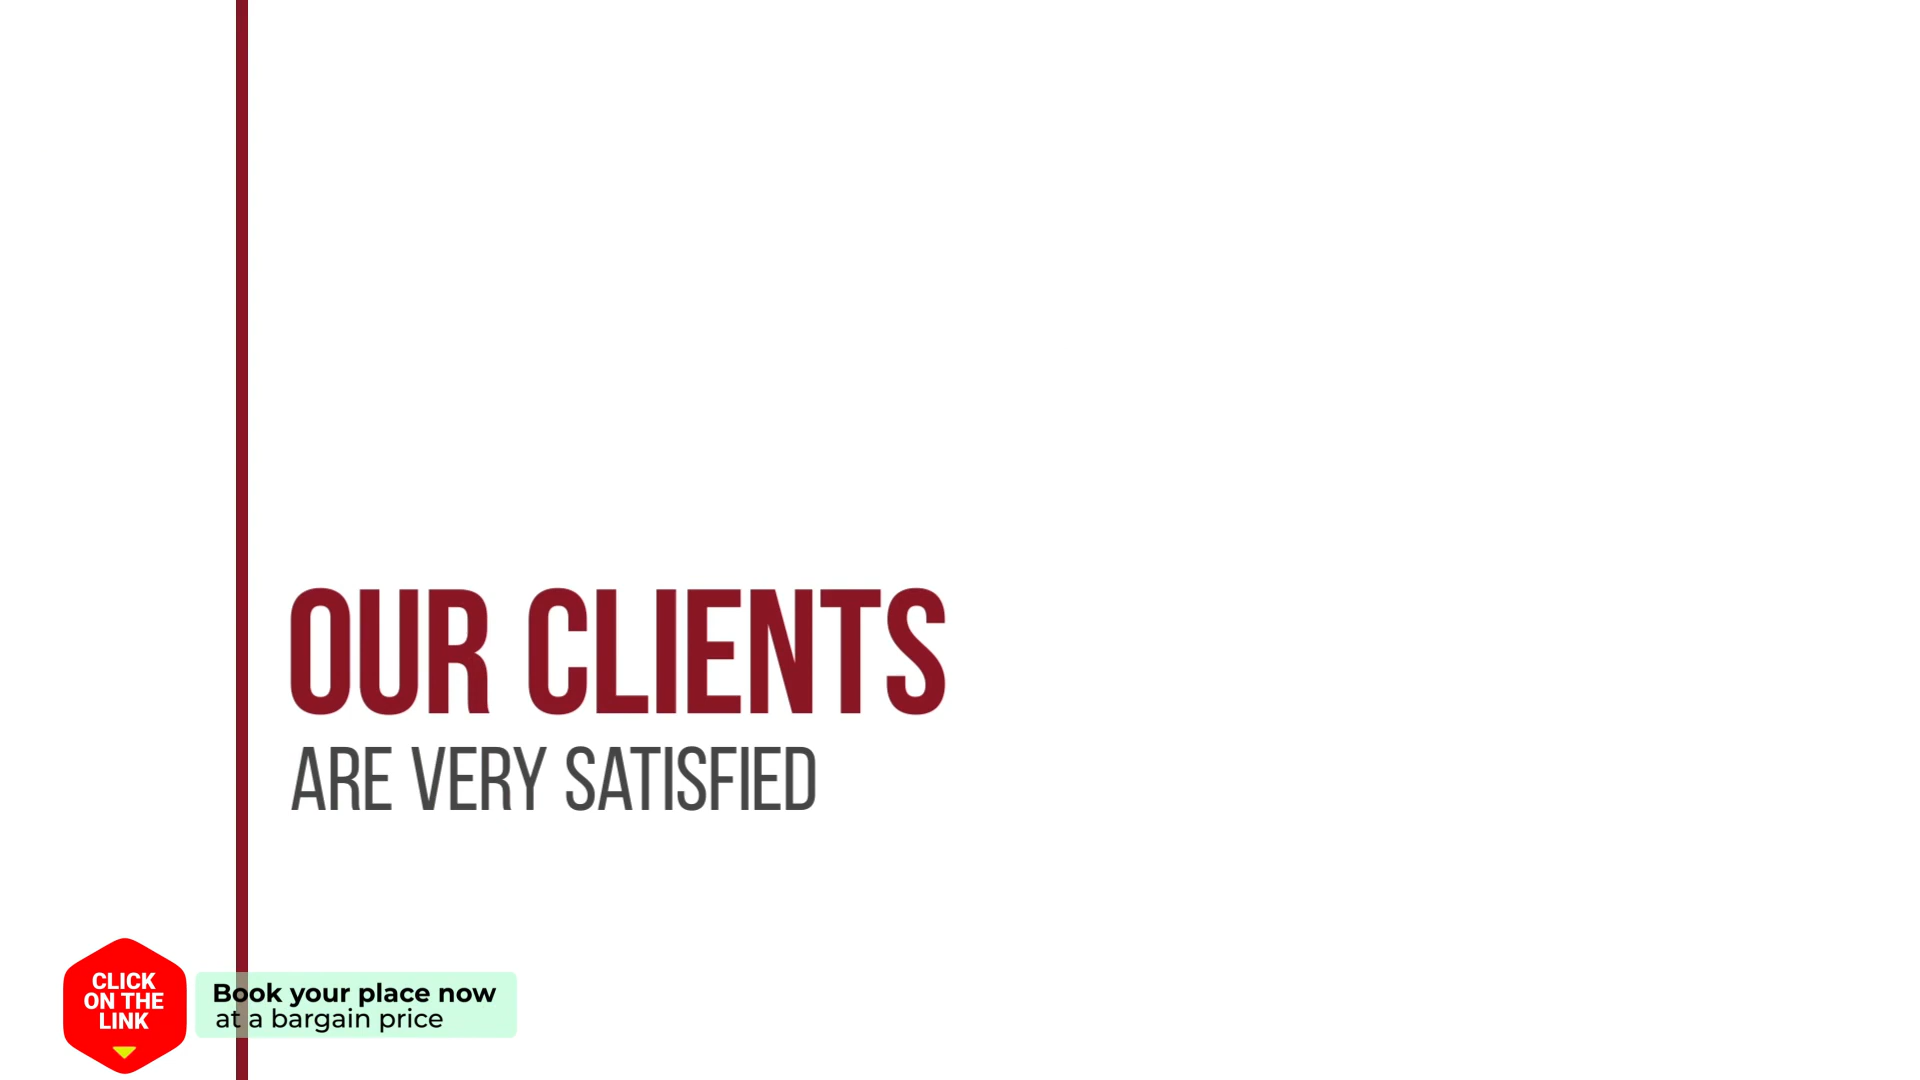 OUR CLIENTS
ARE VERY SATISFIED
CLICK
ON THE
LINK
Book your place now
at a bargain price